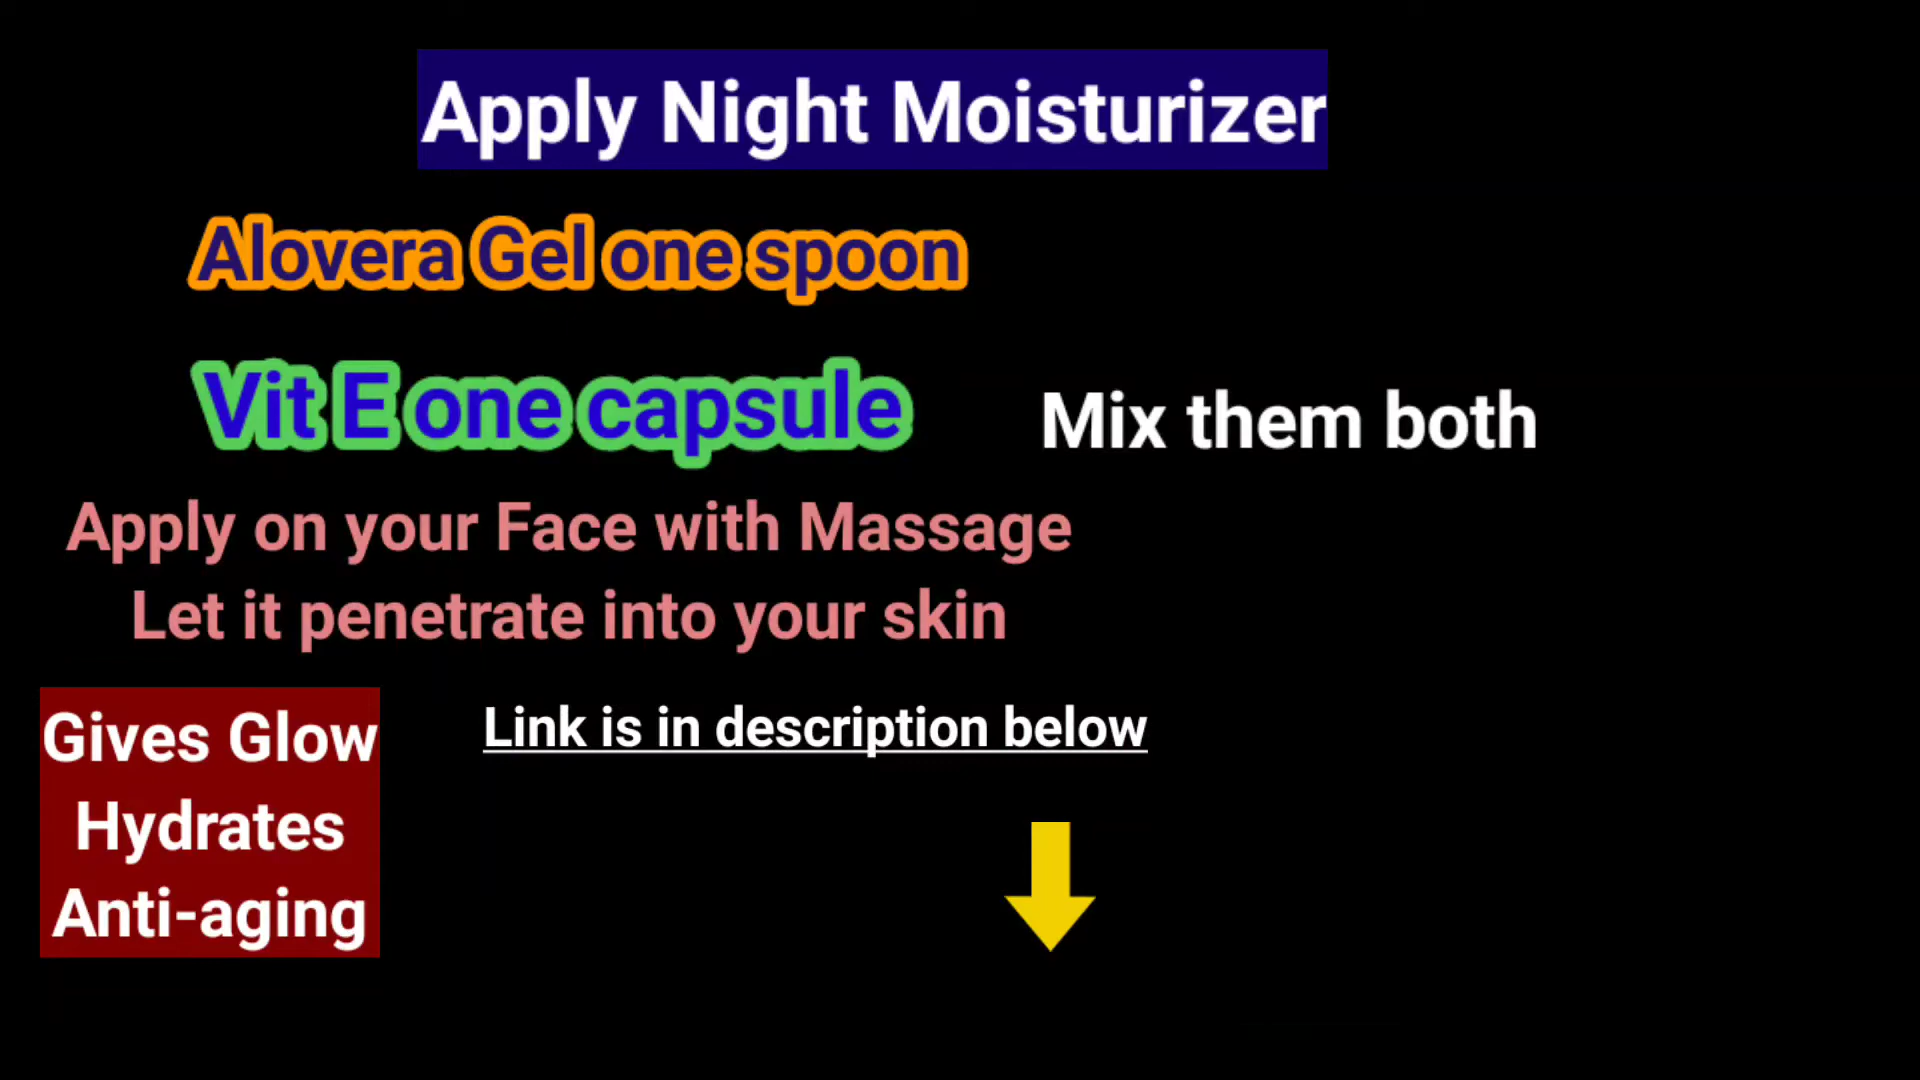 Apply Night Moisturizer
Alovera Gel one spoon
Vit E one capsule
Mix them both
Apply on your Face with Massage
Let it penetrate into your skin
Gives Glow
Hydrates
Anti-aging
Link is in description below